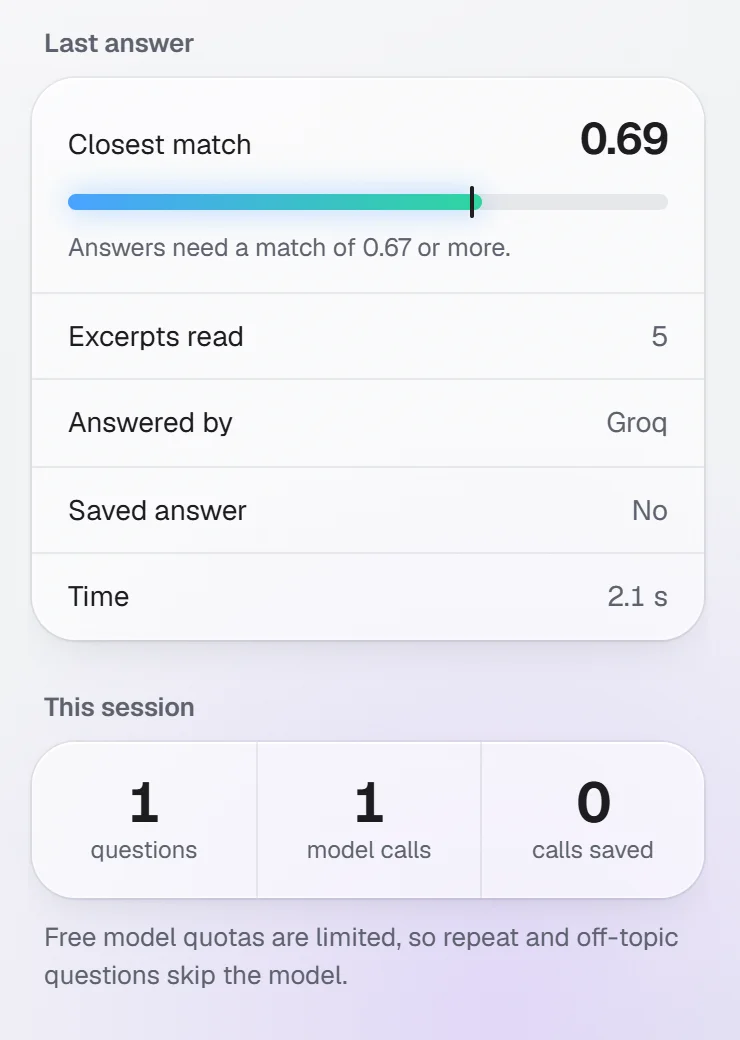 Last answer
Closest match
0.69
Answers need a match of 0.67 or more.
Excerpts read
5
Answered by
Groq
Saved answer
No
Time
2.1 s
This session
1
1
0
questions
model calls
calls saved
Free model quotas are limited, so repeat and off-topic
questions skip the model.